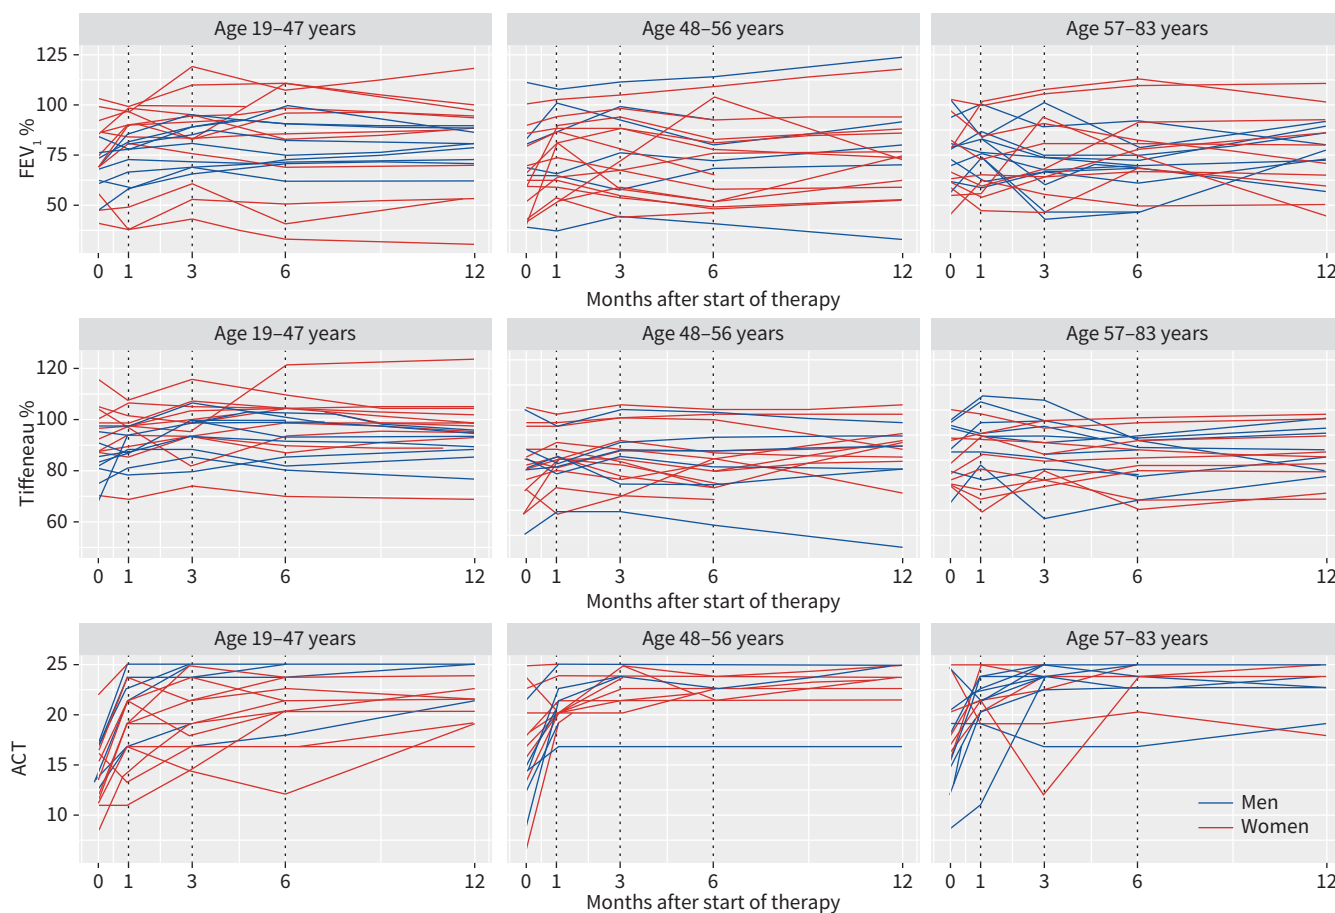 Age 19–47 years
Age 48–56 years
Age 57–83 years
FEV1 %
125
100
75
50
0 1 3 6 12
0 1 3 6 12
0 1 3 6 12
Months after start of therapy
Age 19–47 years
Age 48–56 years
Age 57–83 years
Tiffeneau %
120
100
80
60
0 1 3 6 12
0 1 3 6 12
0 1 3 6 12
Months after start of therapy
Age 19–47 years
Age 48–56 years
Age 57–83 years
ACT
25
20
15
10
Men
Women
0 1 3 6 12
0 1 3 6 12
0 1 3 6 12
Months after start of therapy